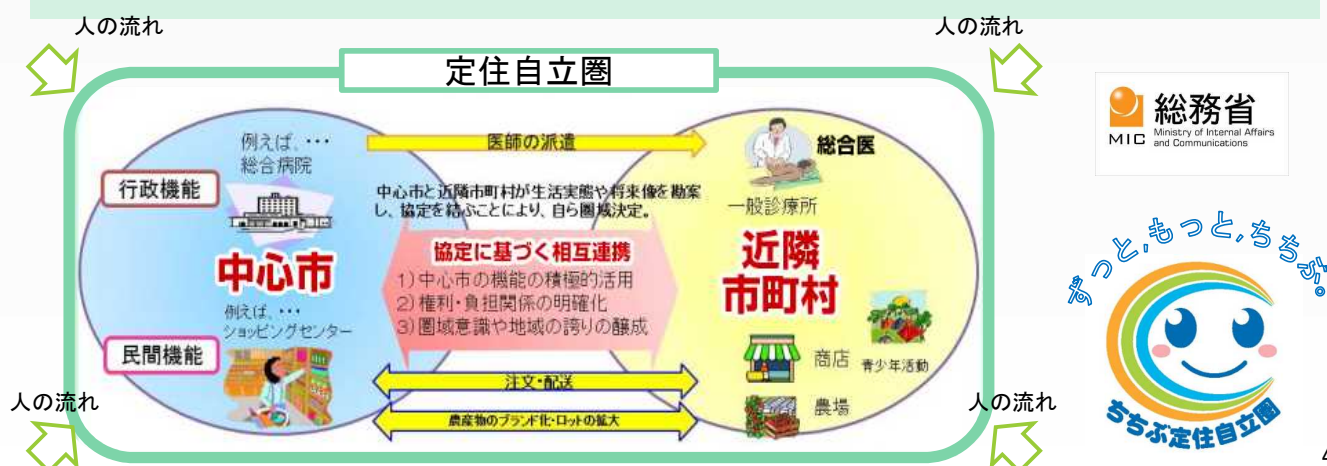 人の流れ
人の流れ
定住自立圏
総務省
MIC
Ministry of Internal Affairs
and Communications
例えば、・・・
総合病院
医師の派遣
総合医
行政機能
中心市と近隣市町村が生活実態や将来像を勘案
し、協定を結ぶことにより、自ら圏域決定。
一般診療所
中心市
協定に基づく相互連携
1)中心市の機能の積極的活用
2)権利・負担関係の明確化
3)圏域意識や地域の誇りの醸成
近隣
市町村
例えば、・・・
ショッピングセンター
民間機能
商店
青少年活動
注文・配送
農場
農産物のブランド化・ロットの拡大
人の流れ
人の流れ
ずっと,もっと,ちちぶ。
ちちぶ定住自立圏